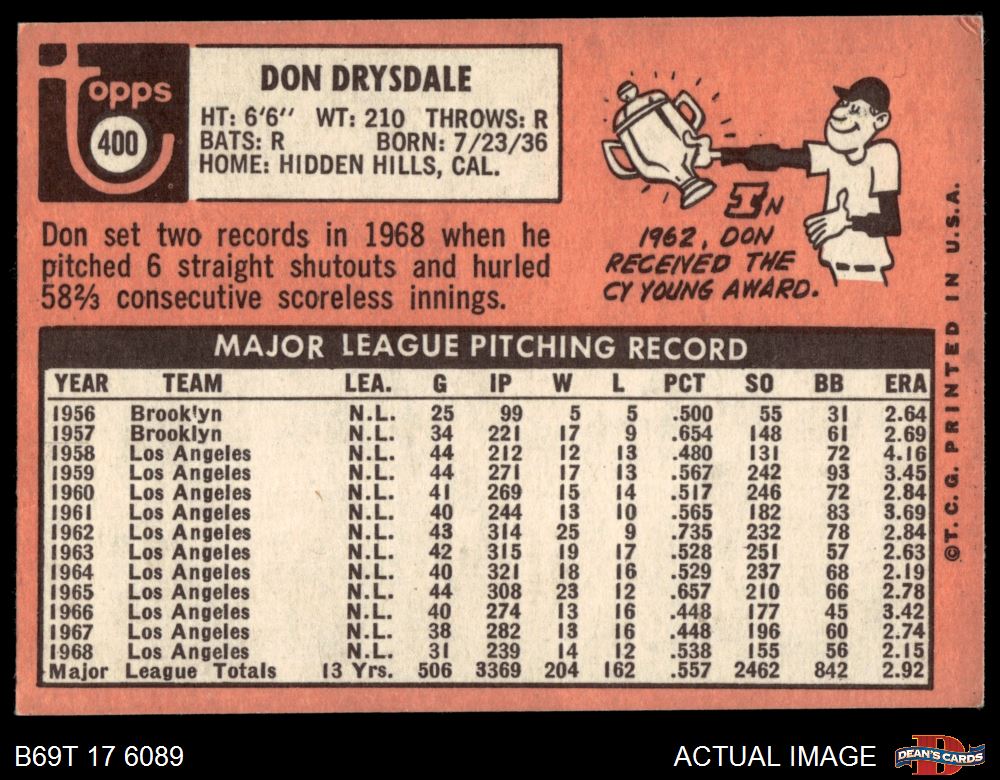 Topps
400
DON DRYSDALE
HT: 6'6" WT: 210 THROWS: R
BATS: R BORN: 7/23/36
HOME: HIDDEN HILLS, CAL.
Don set two records in 1968 when he
pitched 6 straight shutouts and hurled
58⅔ consecutive scoreless innings.
IN
1962, DON
RECEIVED THE
CY YOUNG AWARD.
MAJOR LEAGUE PITCHING RECORD
YEAR TEAM LEA. G IP W L PCT SO BB ERA
1956 Brooklyn N.L. 25 99 5 5 .500 55 31 2.64
1957 Brooklyn N.L. 34 221 17 9 .654 148 61 2.69
1958 Los Angeles N.L. 44 212 12 13 .480 131 72 4.16
1959 Los Angeles N.L. 44 271 17 13 .567 242 93 3.45
1960 Los Angeles N.L. 41 269 15 14 .517 246 72 2.84
1961 Los Angeles N.L. 40 244 13 10 .565 182 83 3.69
1962 Los Angeles N.L. 43 314 25 9 .735 232 78 2.84
1963 Los Angeles N.L. 42 315 19 17 .528 251 57 2.63
1964 Los Angeles N.L. 40 321 18 16 .529 237 68 2.19
1965 Los Angeles N.L. 44 308 23 12 .657 210 66 2.78
1966 Los Angeles N.L. 40 274 13 16 .448 177 45 3.42
1967 Los Angeles N.L. 38 282 13 16 .448 196 60 2.74
1968 Los Angeles N.L. 31 239 14 12 .538 155 56 2.15
Major League Totals 13 Yrs. 506 3369 204 162 .557 2462 842 2.92
©T.C.G. PRINTED IN U.S.A.
B69T 17 6089
ACTUAL IMAGE
D
DEAN'S CARDS